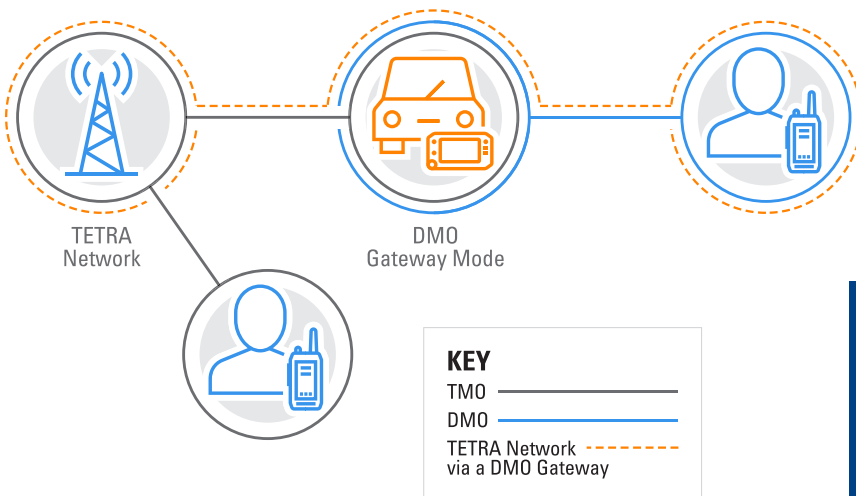 TETRA
Network
DMO
Gateway Mode
KEY
TMO
DMO
TETRA Network
via a DMO Gateway